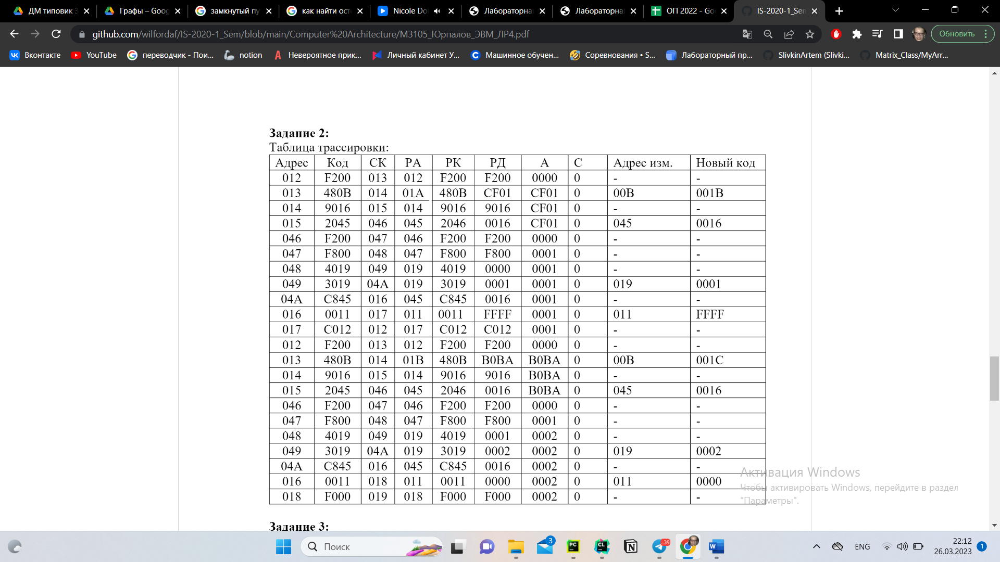 ДМ типовик 3
Графы – Goog
замкнутый пу
как найти ост
Nicole Do
Лабораторна
Лабораторна
ОП 2022 - Go
IS-2020-1_Sem
github.com/wilfordaf/IS-2020-1_Sem/blob/main/Computer%20Architecture/M3105_Юрпалов_ЭВМ_ЛР4.pdf
Обновить
Вконтакте
YouTube
переводчик - Пои...
notion
Невероятное прик...
Личный кабинет У...
Машинное обучен...
Соревнования • S...
Лабораторный пр...
SlivkinArtem (Slivki...
Matrix_Class/MyArr...
Задание 2:
Таблица трассировки:
Адрес Код СК РА РК РД А С Адрес изм. Новый код
012 F200 013 012 F200 F200 0000 0 - -
013 480B 014 01A 480B CF01 CF01 0 00B 001B
014 9016 015 014 9016 9016 CF01 0 - -
015 2045 046 045 2046 0016 CF01 0 045 0016
046 F200 047 046 F200 F200 0000 0 - -
047 F800 048 047 F800 F800 0001 0 - -
048 4019 049 019 4019 0000 0001 0 - -
049 3019 04A 019 3019 0001 0001 0 019 0001
04A C845 016 045 C845 0016 0001 0 - -
016 0011 017 011 0011 FFFF 0001 0 011 FFFF
017 C012 012 017 C012 C012 0001 0 - -
012 F200 013 012 F200 F200 0000 0 - -
013 480B 014 01B 480B B0BA B0BA 0 00B 001C
014 9016 015 014 9016 9016 B0BA 0 - -
015 2045 046 045 2046 0016 B0BA 0 045 0016
046 F200 047 046 F200 F200 0000 0 - -
047 F800 048 047 F800 F800 0001 0 - -
048 4019 049 019 4019 0001 0002 0 - -
049 3019 04A 019 3019 0002 0002 0 019 0002
04A C845 016 045 C845 0016 0002 0 - -
016 0011 018 011 0011 0000 0002 0 011 0000
018 F000 019 018 F000 F000 0002 0 - -
Активация Windows
Чтобы активировать Windows, перейдите в раздел
"Параметры".
Задание 3:
Поиск
3
PC
CL
N
39
W
ENG
22:12
26.03.2023
1